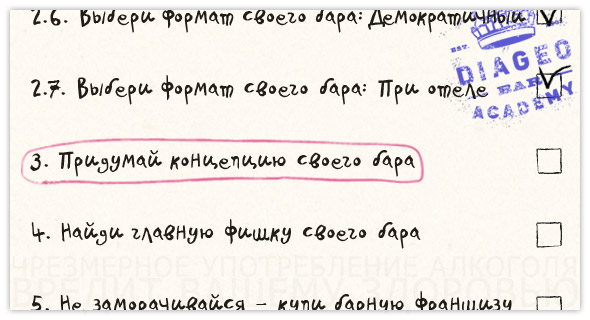 2.6. Выбери формат своего бара: Демократичный
DIAGEO
BAR
ACADEMY
2.7. Выбери формат своего бара: При отеле
3. Придумай концепцию своего бара
4. Найди главную фишку своего бара
ЧРЕЗМЕРНОЕ УПОТРЕБЛЕНИЕ АЛКОГОЛЯ
ВРЕДИТ ВАШЕМУ ЗДОРОВЬЮ
5. Не заморачивайся – купи барную франшизу